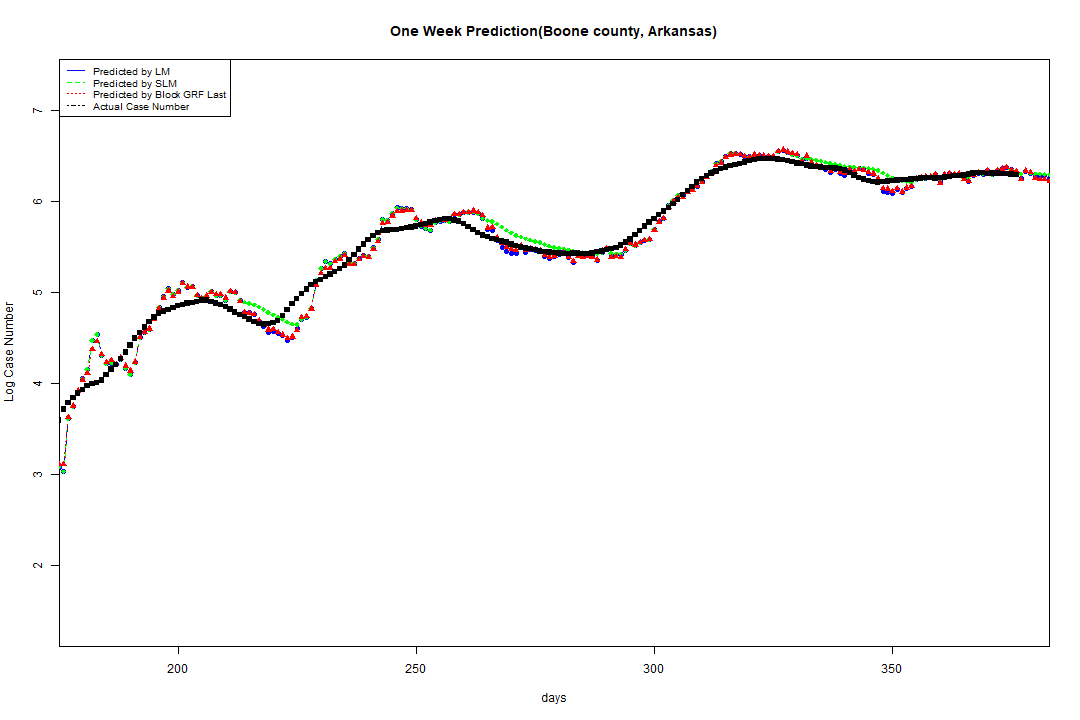 One Week Prediction(Boone county, Arkansas)
Predicted by LM
Predicted by SLM
Predicted by Block GRF Last
Actual Case Number
7
6
5
4
3
2
Log Case Number
200 250 300 350
days